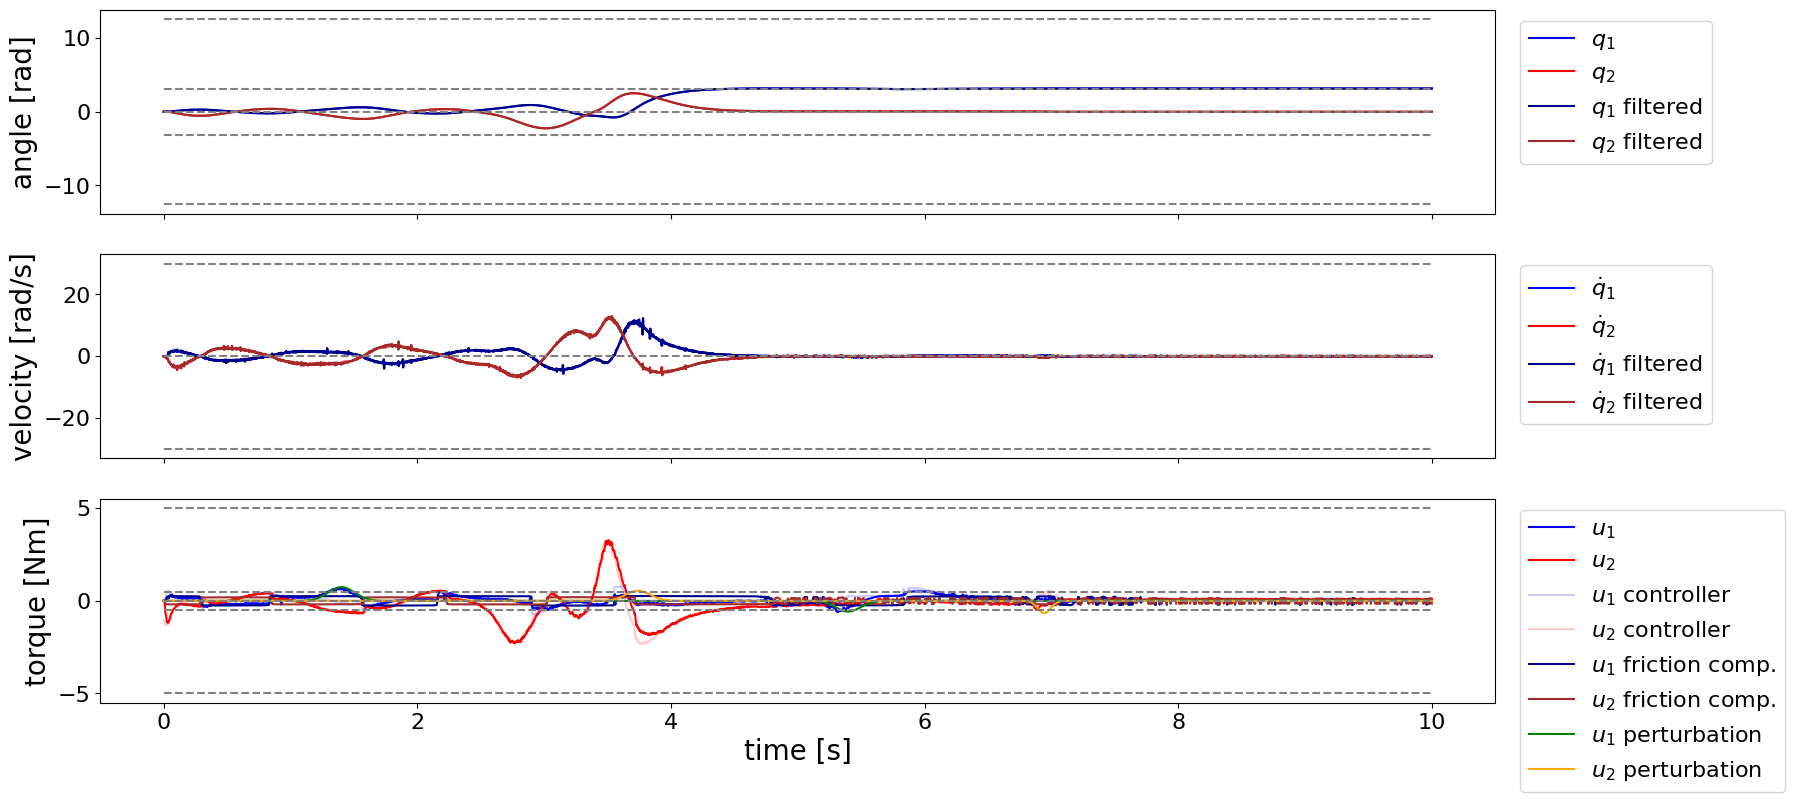 angle [rad]
10
0
−10
q₁
q₂
q₁ filtered
q₂ filtered
velocity [rad/s]
20
0
−20
q̇₁
q̇₂
q̇₁ filtered
q̇₂ filtered
torque [Nm]
5
0
−5
0 2 4 6 8 10
time [s]
u₁
u₂
u₁ controller
u₂ controller
u₁ friction comp.
u₂ friction comp.
u₁ perturbation
u₂ perturbation